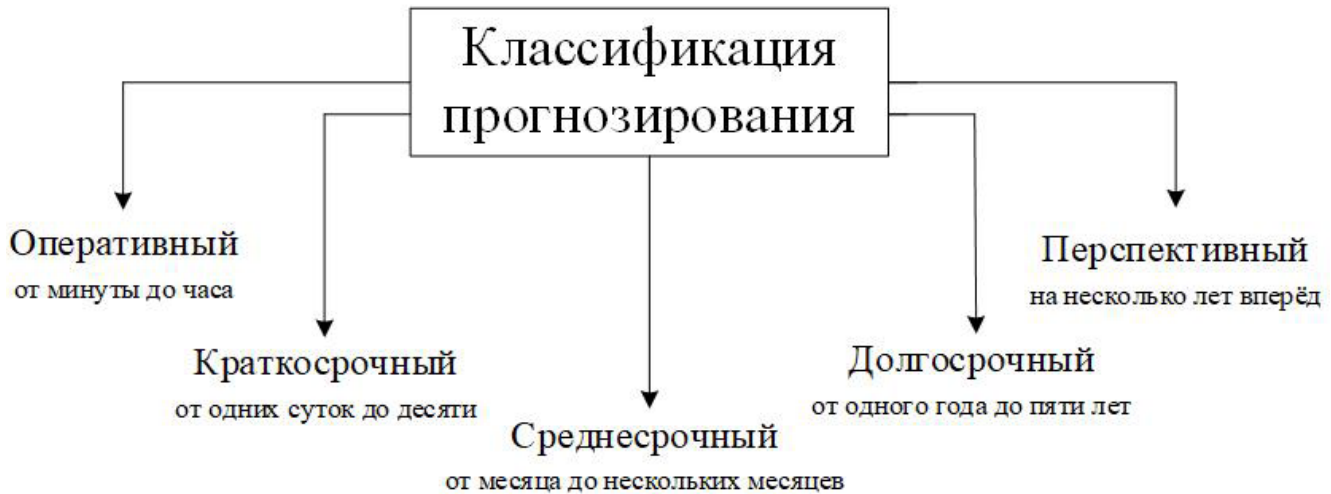 Классификация
прогнозирования
Оперативный
от минуты до часа
Краткосрочный
от одних суток до десяти
Среднесрочный
от месяца до нескольких месяцев
Долгосрочный
от одного года до пяти лет
Перспективный
на несколько лет вперёд